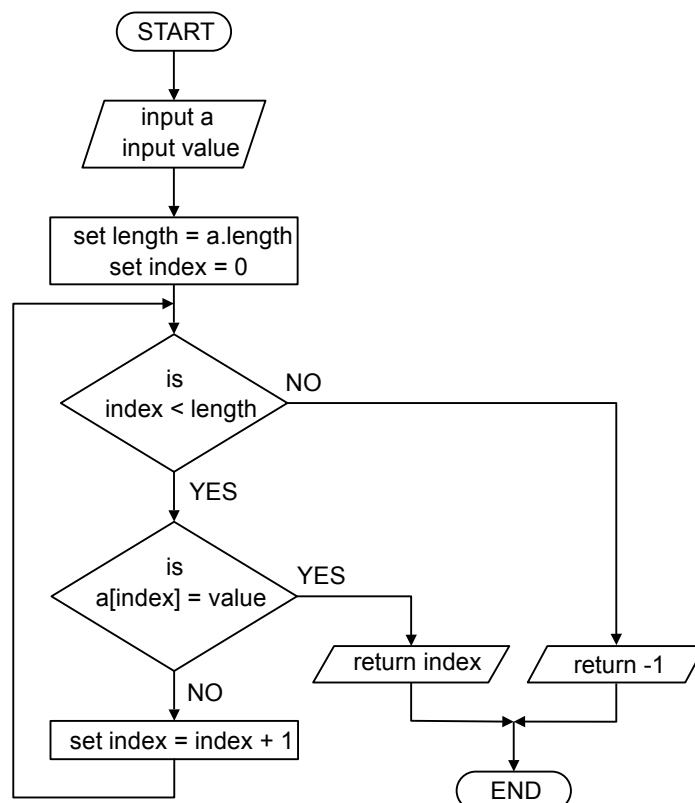 START
input a
input value
set length = a.length
set index = 0
is
index < length
NO
YES
is
a[index] = value
YES
return index
return -1
NO
set index = index + 1
END